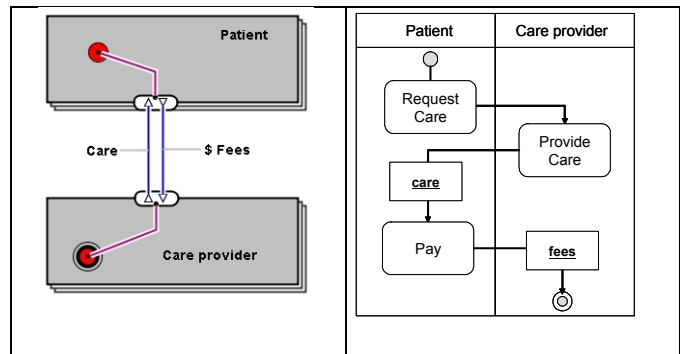 Patient
Care
$ Fees
Care provider
Patient
Care provider
Request
Care
Provide
Care
care
Pay
fees